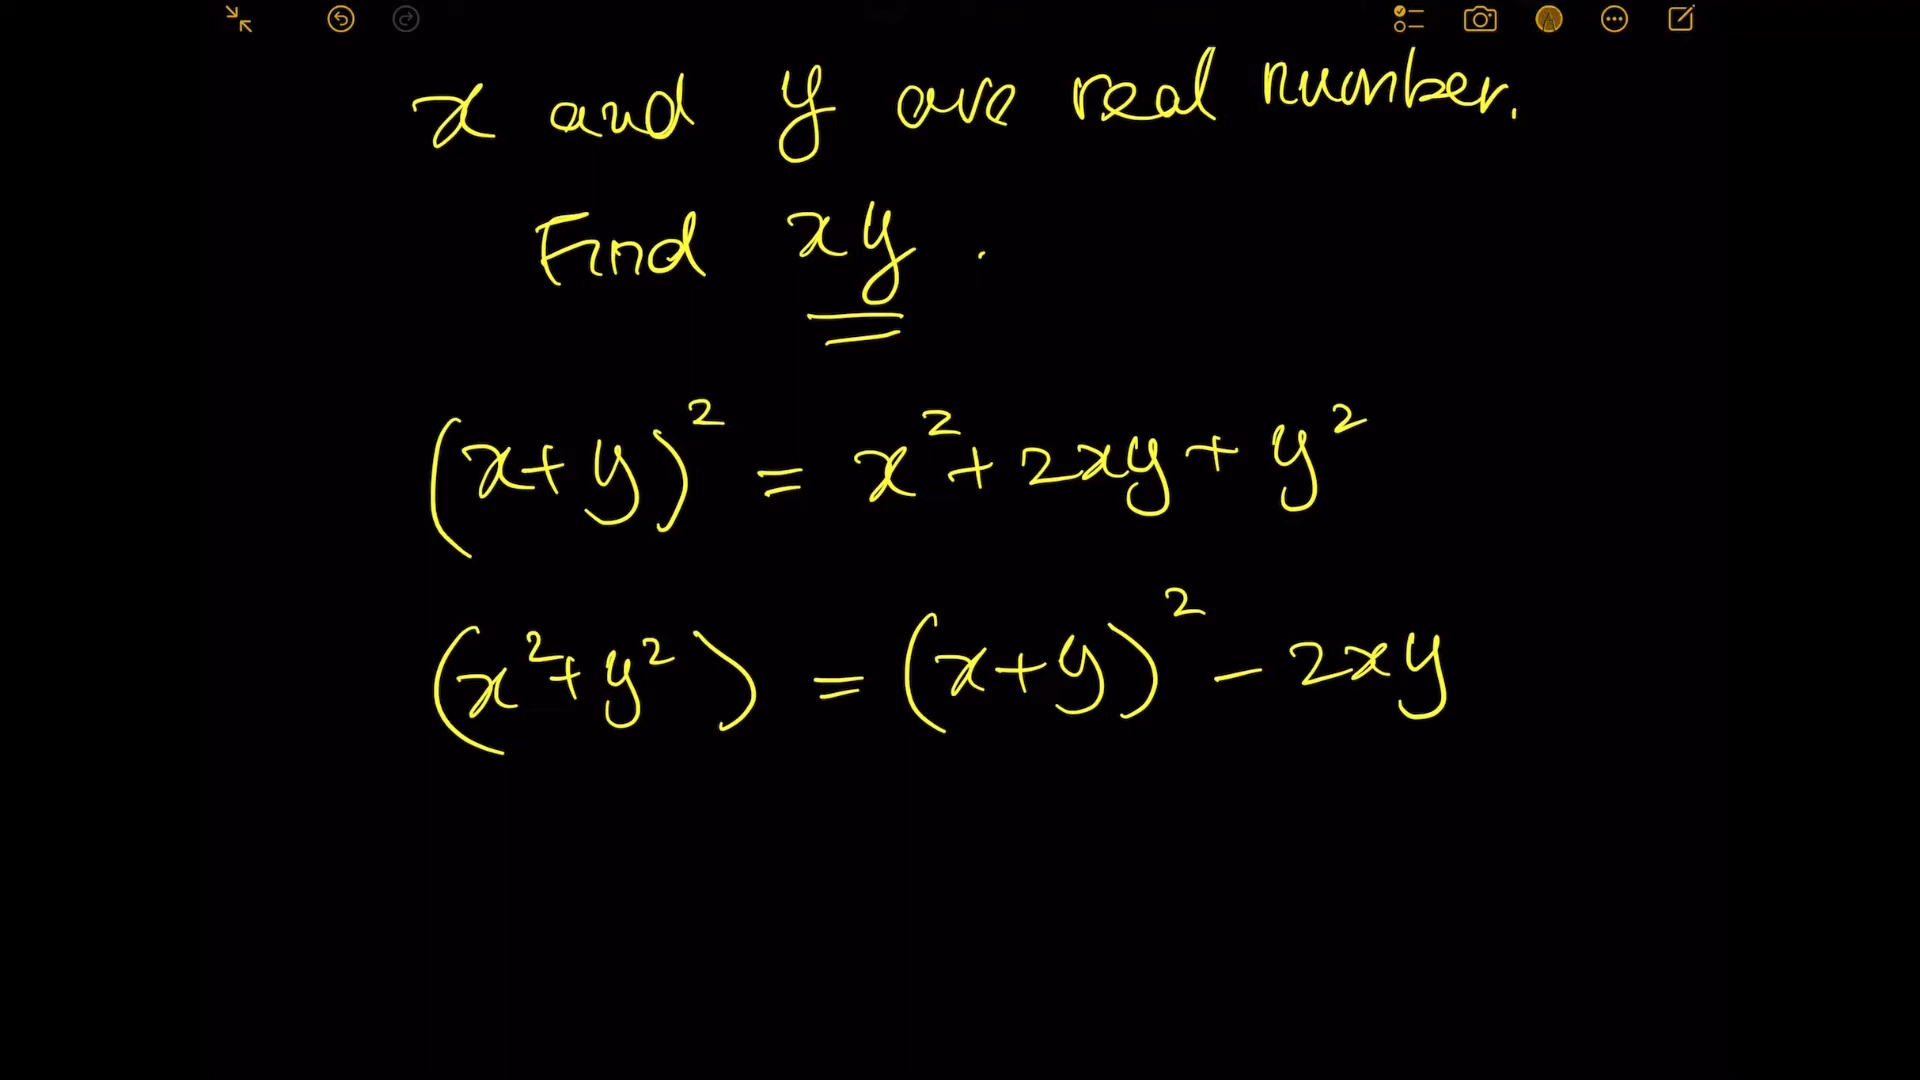 x and y are real number.
Find xy.
(x+y)² = x²+2xy+y²
(x²+y²) = (x+y)²-2xy